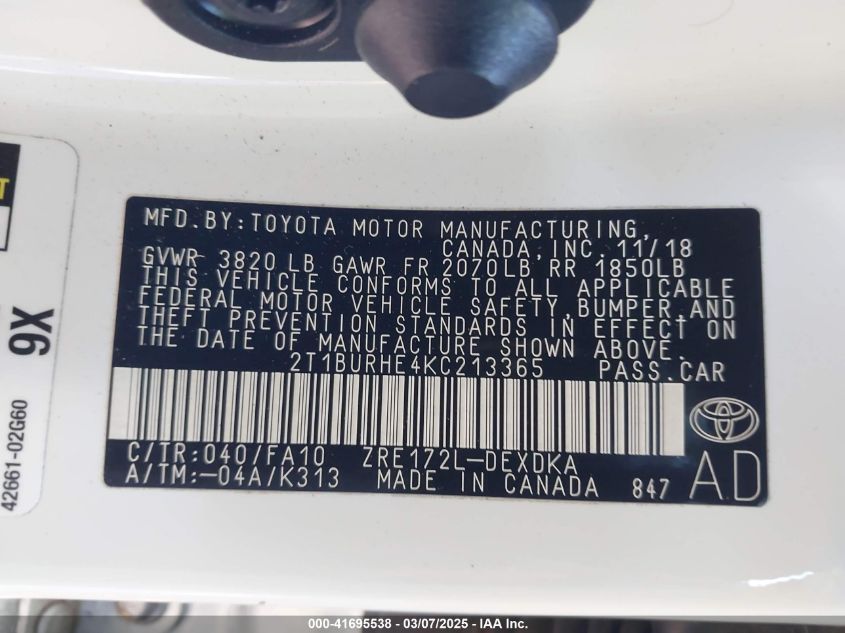 MFD.BY:TOYOTA MOTOR MANUFACTURING,
CANADA,INC. 11/18
GVWR 3820 LB GAWR FR 2070LB RR 1850LB
THIS VEHICLE CONFORMS TO ALL APPLICABLE
FEDERAL MOTOR VEHICLE SAFETY,BUMPER,AND
THEFT PREVENTION STANDARDS IN EFFECT ON
THE DATE OF MANUFACTURE SHOWN ABOVE.
2T1BURHE4KC213365 PASS.CAR
C/TR:040/FA10 ZRE172L-DEXDKA
A/TM:-04A/K313 MADE IN CANADA 847 AD
9X
42661-02G60
000-41695538 - 03/07/2025 - IAA Inc.